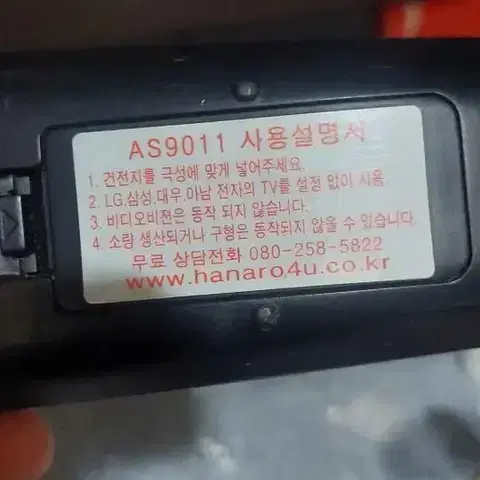 AS9011 사용설명서
1. 건전지를 극성에 맞게 넣어주세요.
2. LG,삼성,대우,아남 전자의 TV를 설정 없이 사용.
3. 비디오비젼은 동작 되지 않습니다.
4. 소량 생산되거나 구형은 동작되지 않을 수 있습니다.
무료 상담전화 080-258-5822
www.hanaro4u.co.kr